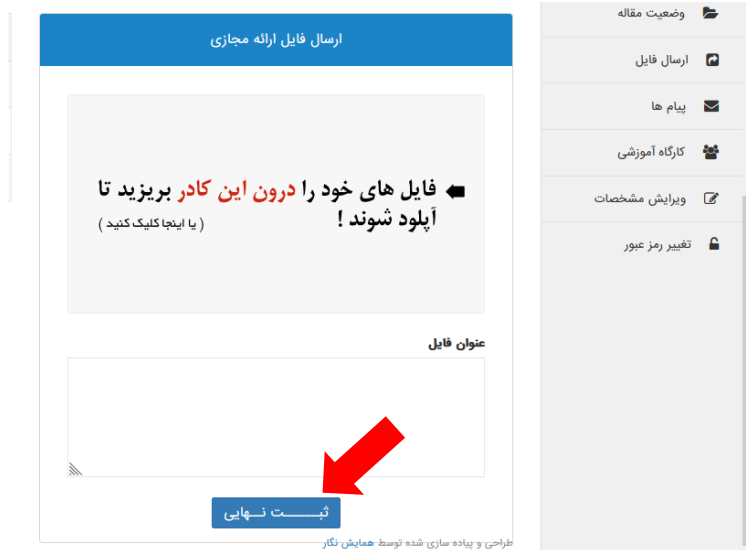 وضعیت مقاله
ارسال فایل
پیام ها
کارگاه آموزشی
ویرایش مشخصات
تغییر رمز عبور
ارسال فایل ارائه مجازی
فایل های خود را درون این کادر بریزید تا
آپلود شوند ! ( یا اینجا کلیک کنید )
عنوان فایل
ثبــــــت نــهایی
طراحی و پیاده سازی شده توسط همایش نگار